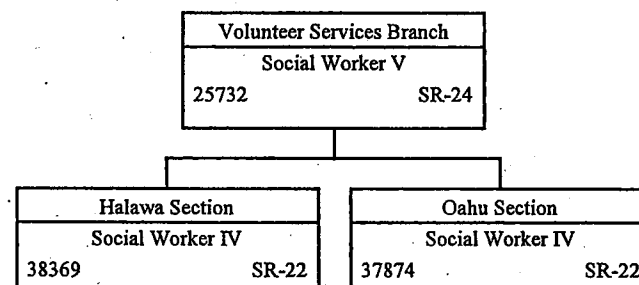 Volunteer Services Branch
Social Worker V
25732 SR-24
Halawa Section
Social Worker IV
38369 SR-22
Oahu Section
Social Worker IV
37874 SR-22